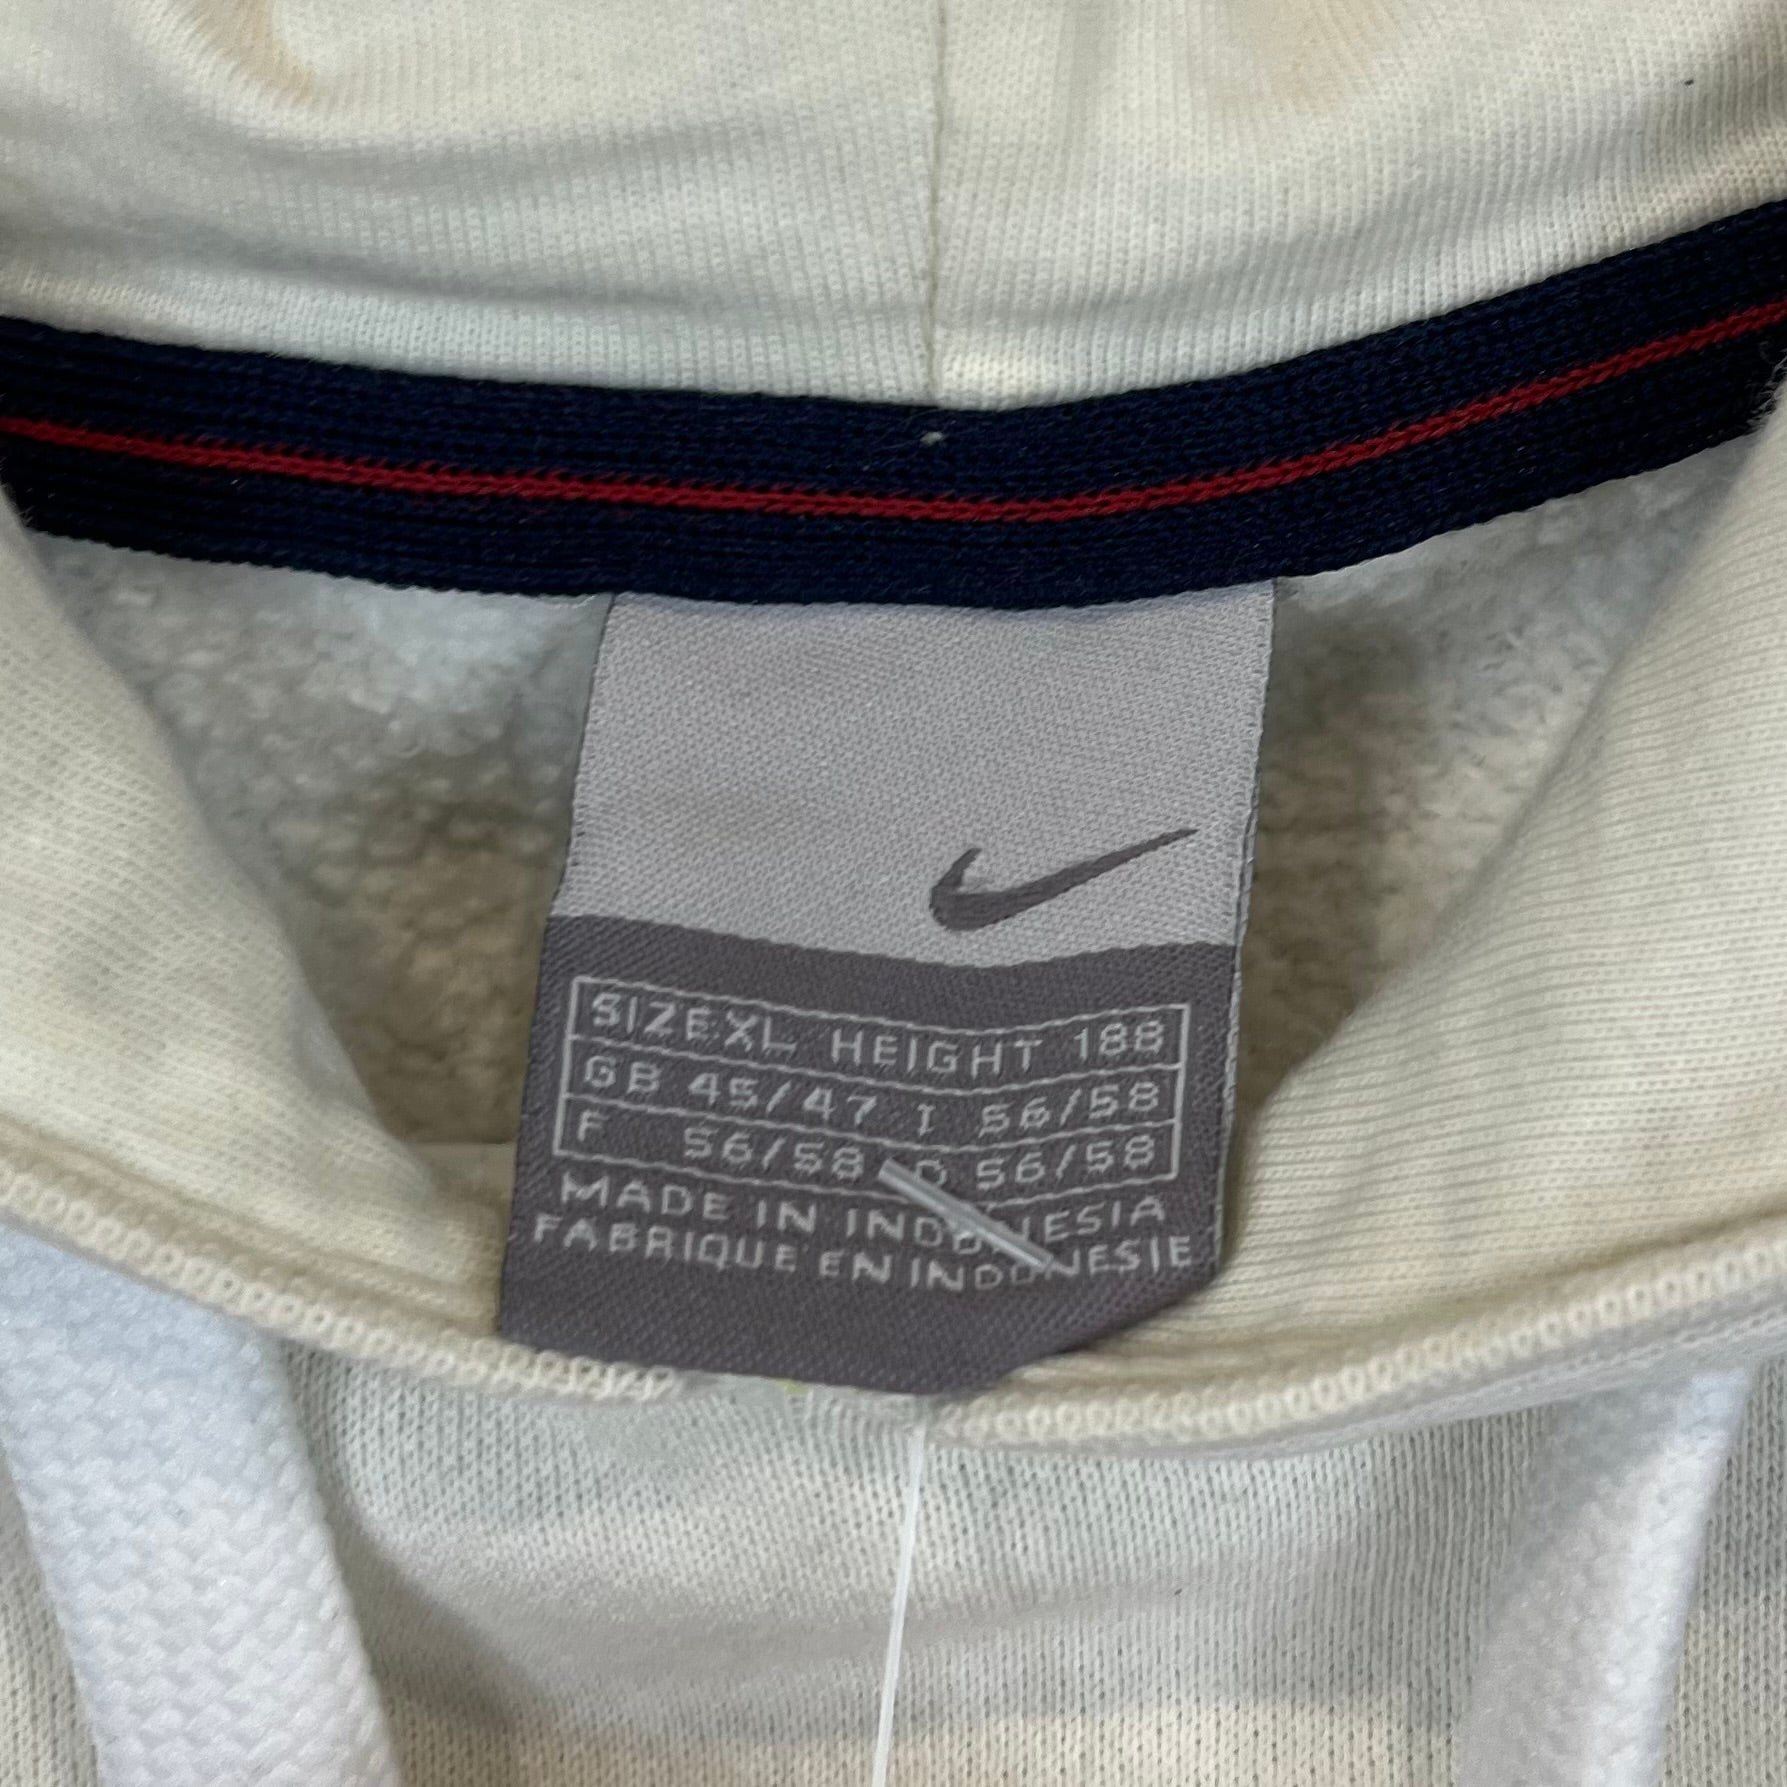 SIZE XL HEIGHT 188
GB 45/47 I 56/58
F 56/58 D 56/58
MADE IN INDONESIA
FABRIQUE EN INDONESIE